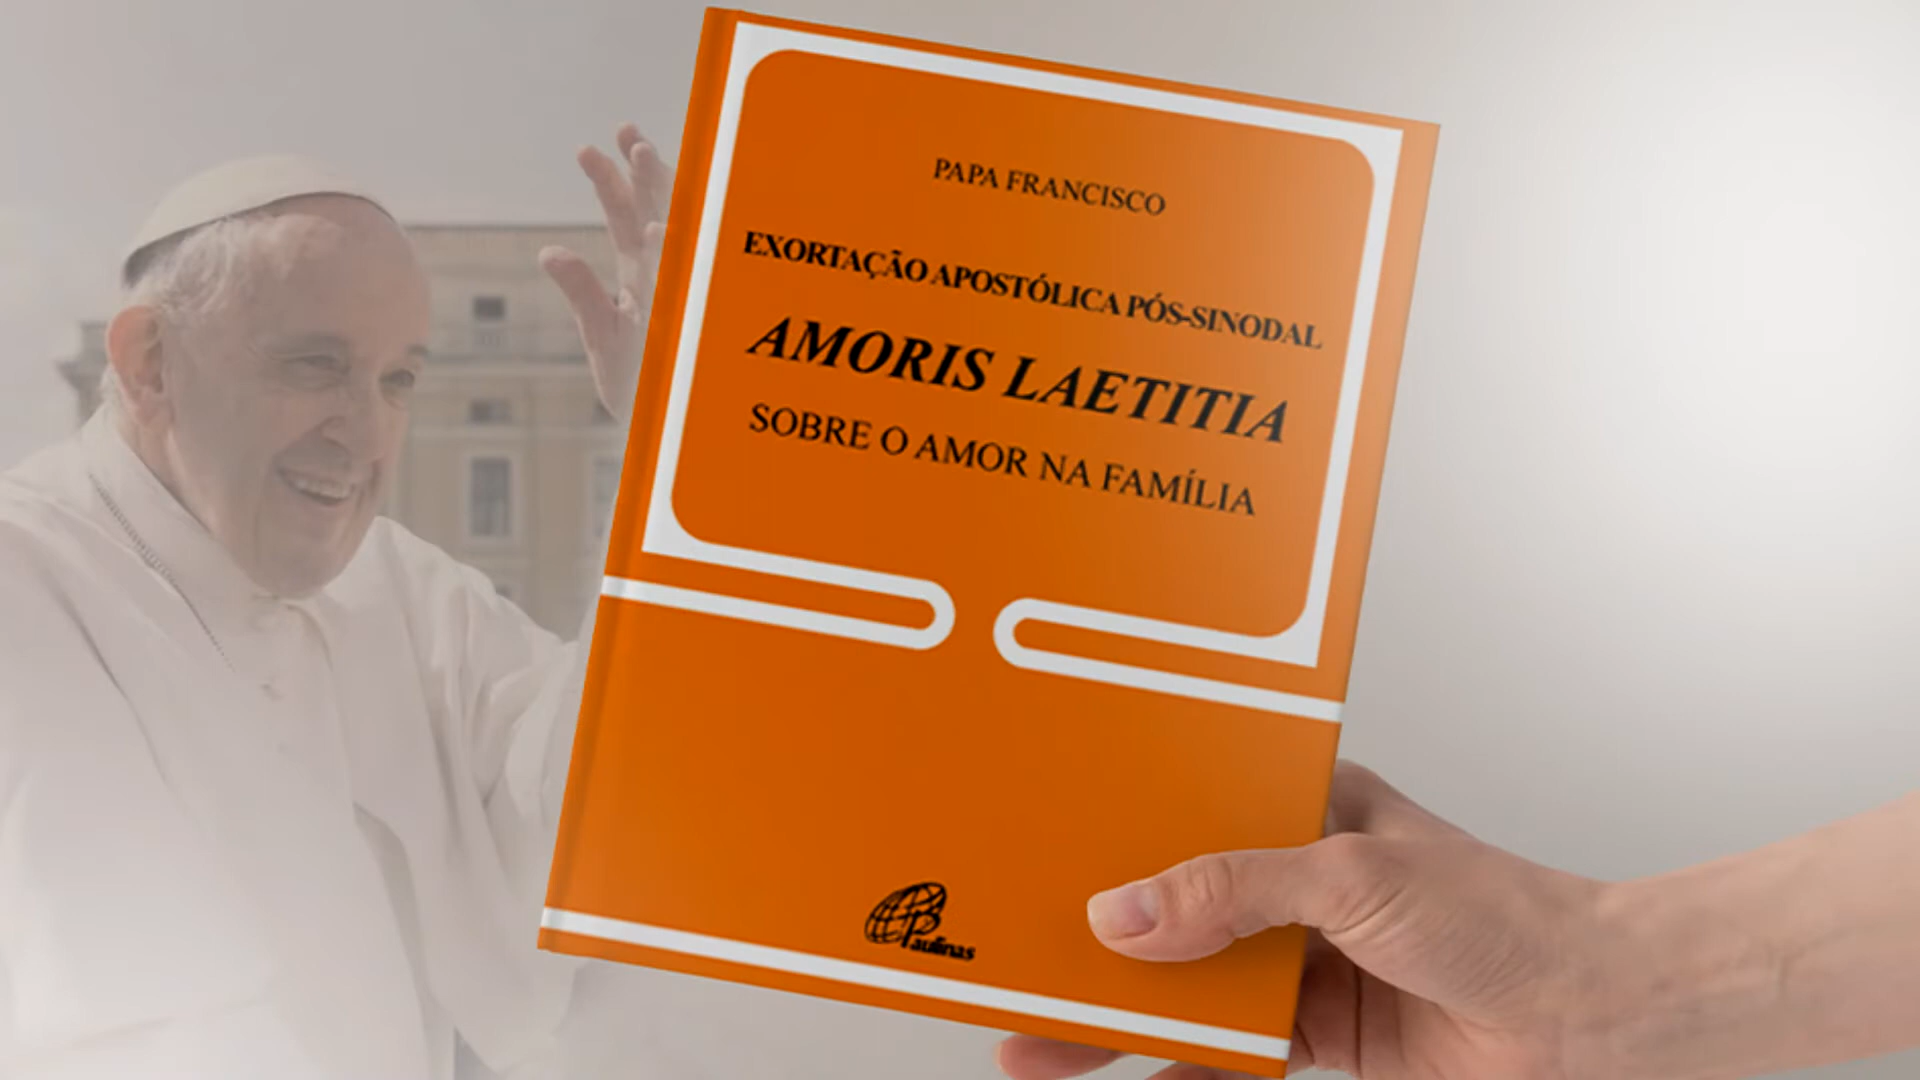 PAPA FRANCISCO
EXORTAÇÃO APOSTÓLICA PÓS-SINODAL
AMORIS LAETITIA
SOBRE O AMOR NA FAMÍLIA
Paulinas